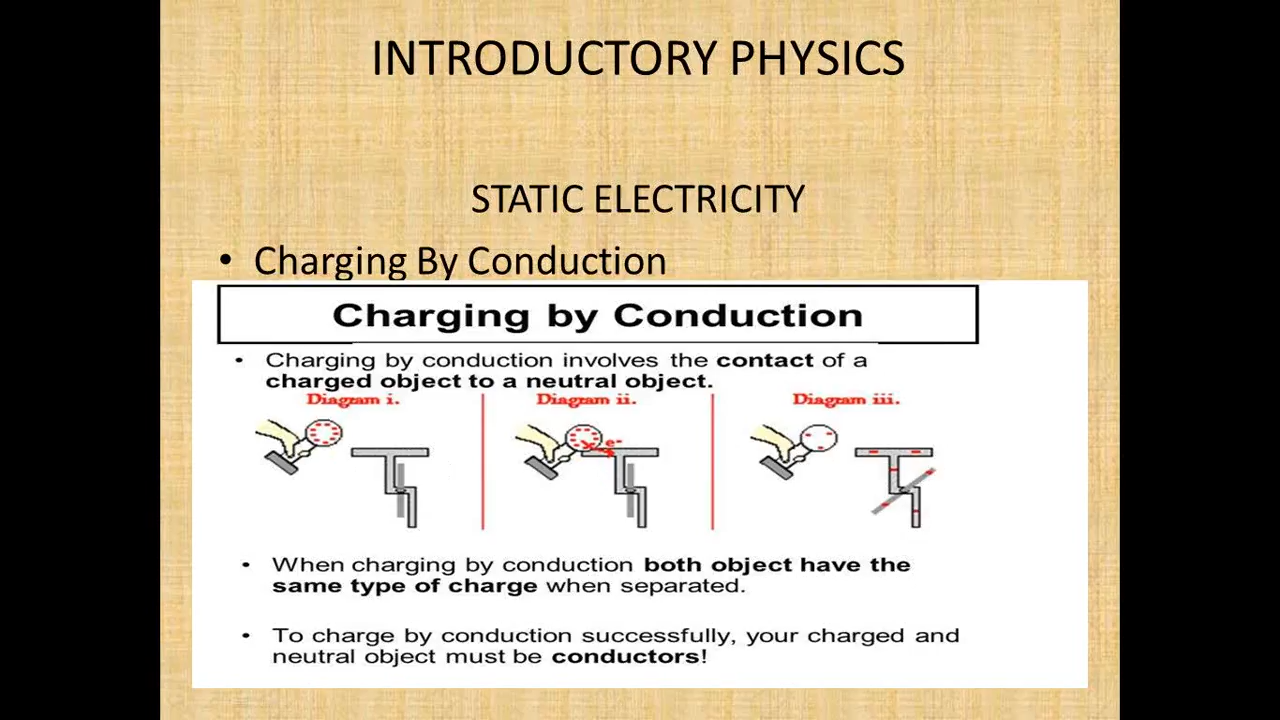 INTRODUCTORY PHYSICS
STATIC ELECTRICITY
• Charging By Conduction
Charging by Conduction
• Charging by conduction involves the contact of a
charged object to a neutral object.
Diagram i. Diagram ii. Diagram iii.
e-
• When charging by conduction both object have the
same type of charge when separated.
• To charge by conduction successfully, your charged and
neutral object must be conductors!